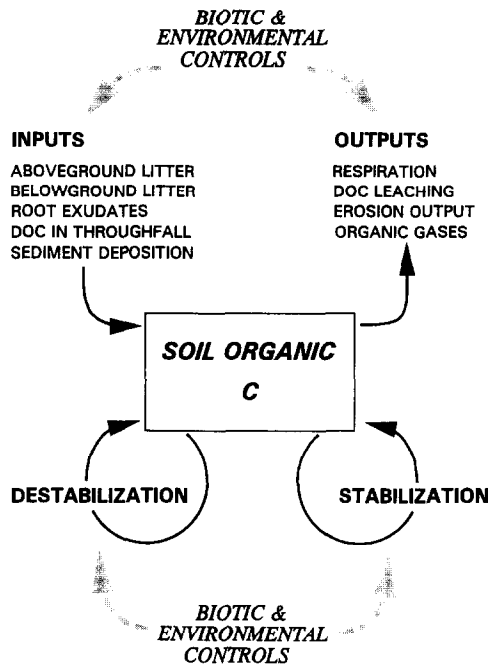 BIOTIC &
ENVIRONMENTAL
CONTROLS
INPUTS
ABOVEGROUND LITTER
BELOWGROUND LITTER
ROOT EXUDATES
DOC IN THROUGHFALL
SEDIMENT DEPOSITION
OUTPUTS
RESPIRATION
DOC LEACHING
EROSION OUTPUT
ORGANIC GASES
SOIL ORGANIC
C
DESTABILIZATION
STABILIZATION
BIOTIC &
ENVIRONMENTAL
CONTROLS